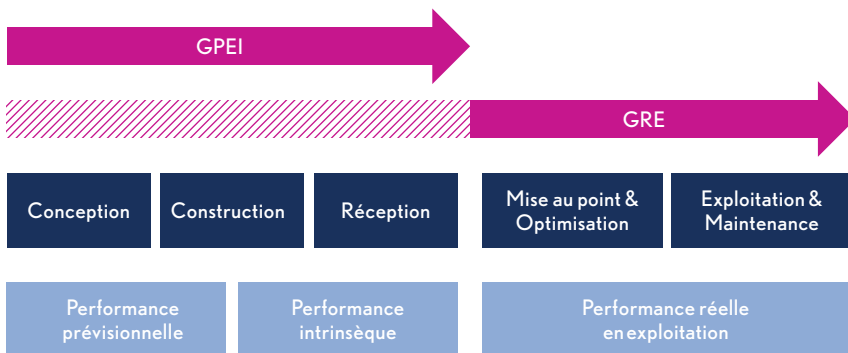 GPEI
GRE
Conception
Construction
Réception
Mise au point &
Optimisation
Exploitation &
Maintenance
Performance
prévisionnelle
Performance
intrinsèque
Performance réelle
en exploitation